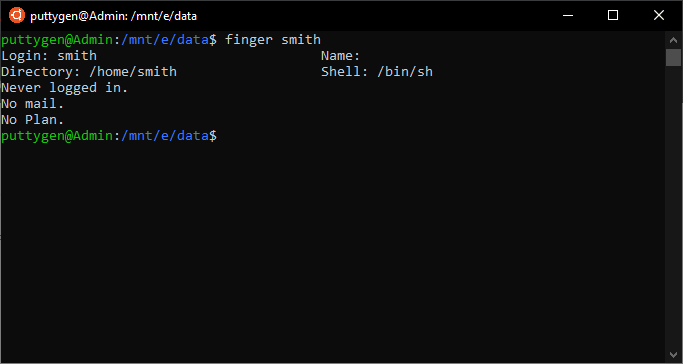 puttygen@Admin: /mnt/e/data
puttygen@Admin:/mnt/e/data$ finger smith
Login: smith                            Name:
Directory: /home/smith                  Shell: /bin/sh
Never logged in.
No mail.
No Plan.
puttygen@Admin:/mnt/e/data$